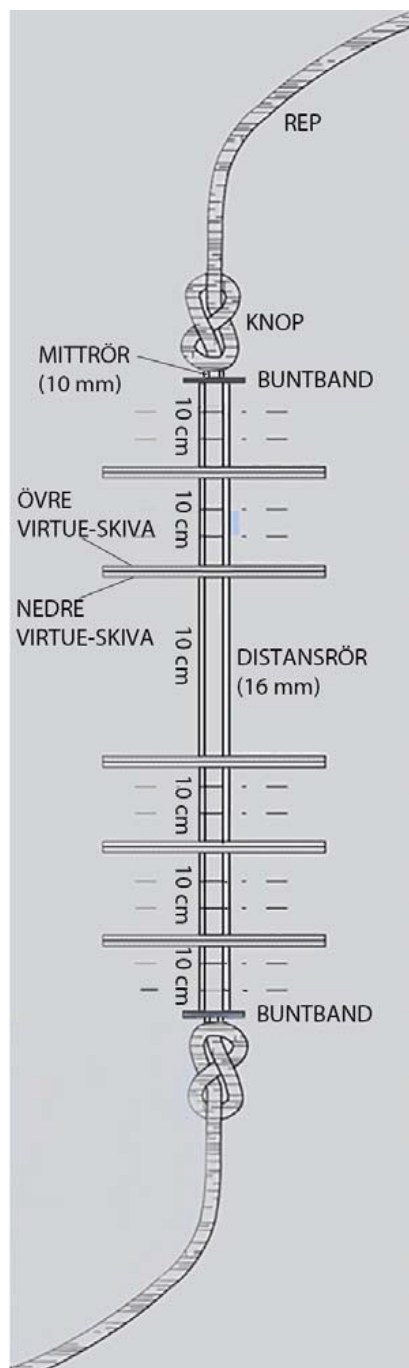 REP
KNOP
MITTRÖR
(10 mm)
BUNTBAND
10 cm
10 cm
ÖVRE
VIRTUE-SKIVA
NEDRE
VIRTUE-SKIVA
10 cm
DISTANSRÖR
(16 mm)
10 cm
10 cm
10 cm
BUNTBAND